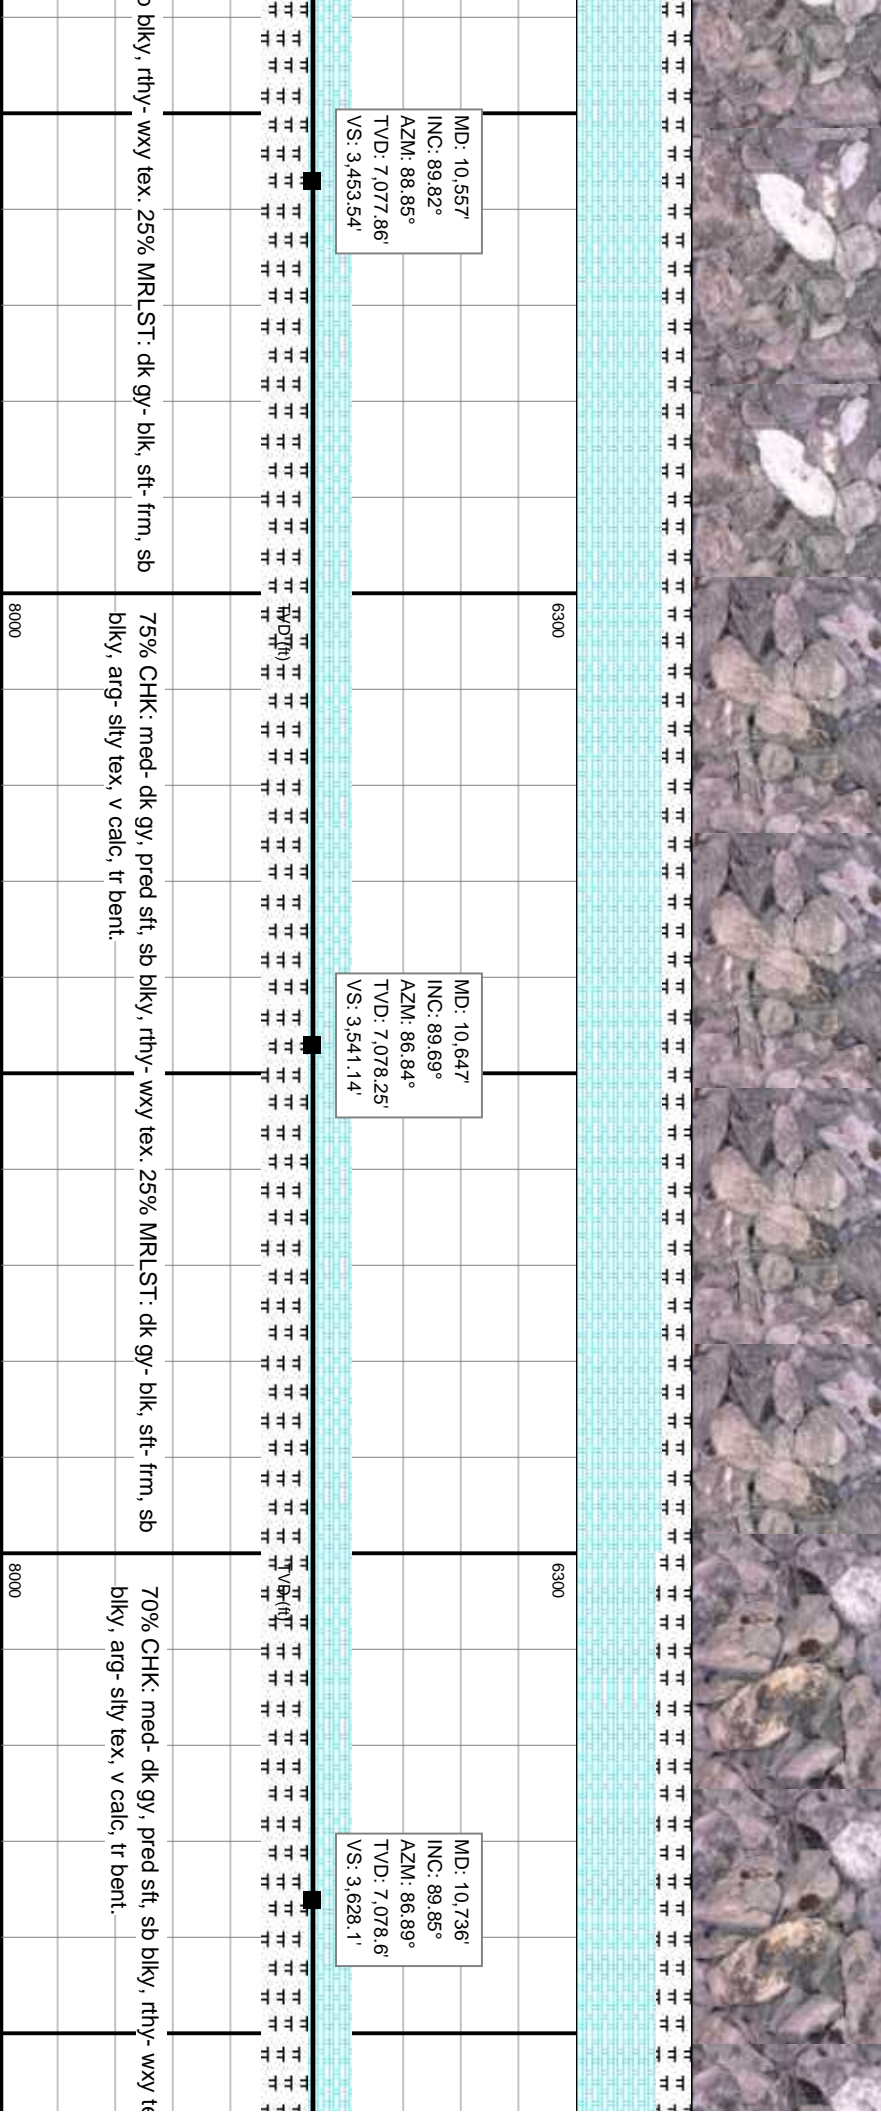 MD: 10,557'
INC: 89.82°
AZM: 88.85°
TVD: 7,077.86'
VS: 3,453.54'
blky, rthy- wxy tex. 25% MRLST: dk gy- blk, sft- frm, sb
6300
TVD (ft)
8000
MD: 10,647'
INC: 89.69°
AZM: 86.84°
TVD: 7,078.25'
VS: 3,541.14'
75% CHK: med- dk gy, pred sft, sb blky, rthy- wxy tex. 25% MRLST: dk gy- blk, sft- frm, sb
blky, arg- slty tex, v calc, tr bent.
6300
TVD (ft)
8000
MD: 10,736'
INC: 89.85°
AZM: 86.89°
TVD: 7,078.6'
VS: 3,628.1'
70% CHK: med- dk gy, pred sft, sb blky, rthy- wxy
blky, arg- slty tex, v calc, tr bent.